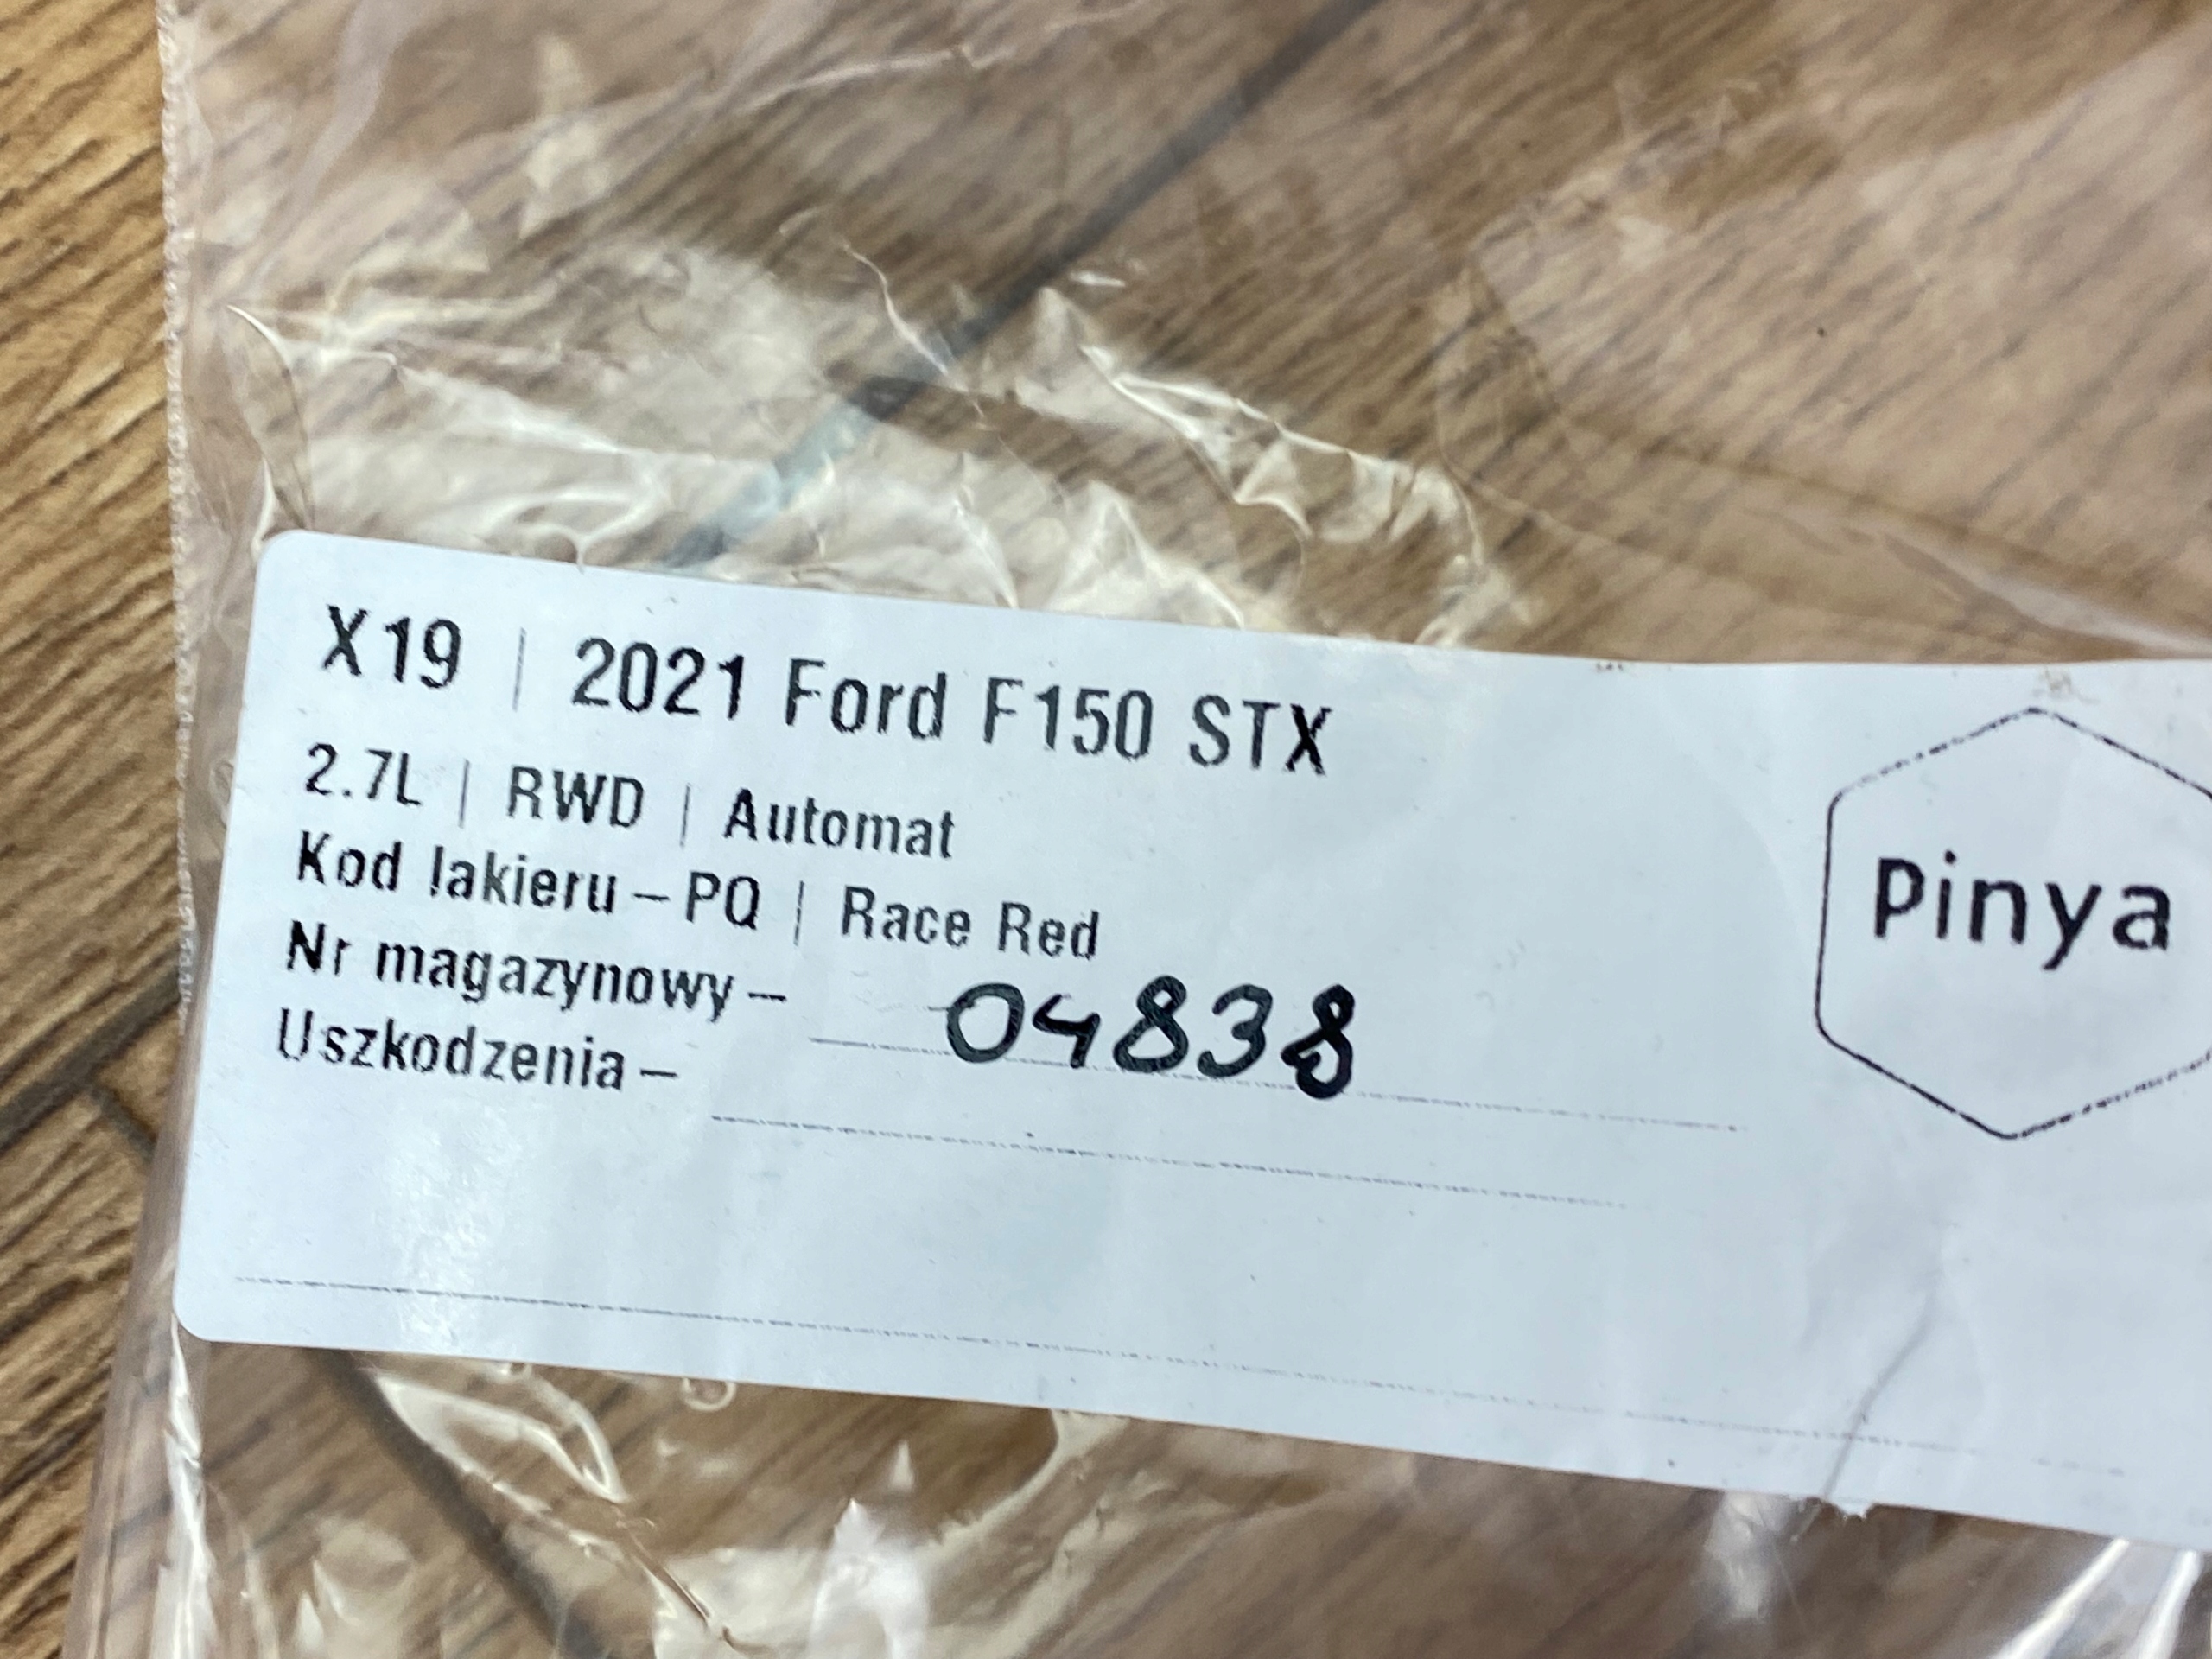 X19 | 2021 Ford F150 STX
2.7L | RWD | Automat
Kod lakieru – PQ | Race Red
Nr magazynowy – 04838
Uszkodzenia –
Pinya